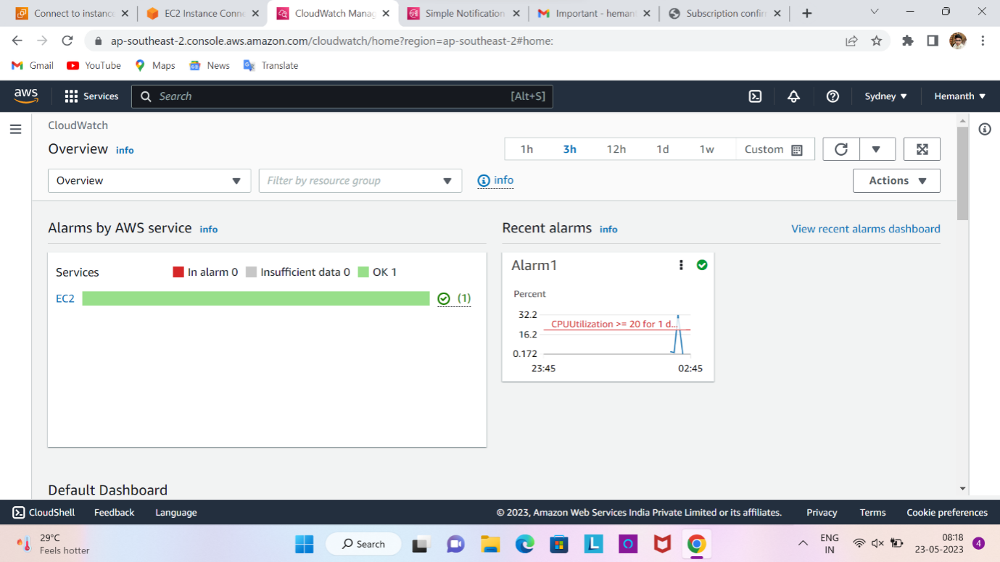 Connect to instance
EC2 Instance Conne
CloudWatch Manag
Simple Notification
Important - heman
Subscription confir
ap-southeast-2.console.aws.amazon.com/cloudwatch/home?region=ap-southeast-2#home:
Gmail YouTube Maps News Translate
aws Services Search [Alt+S] Sydney Hemanth
CloudWatch
Overview info
1h 3h 12h 1d 1w Custom
Overview Filter by resource group info Actions
Alarms by AWS service info
Recent alarms info View recent alarms dashboard
Services In alarm 0 Insufficient data 0 OK 1
EC2 (1)
Alarm1
Percent
32.2
CPUUtilization >= 20 for 1 d...
16.2
0.172
23:45 02:45
Default Dashboard
CloudShell Feedback Language © 2023, Amazon Web Services India Private Limited or its affiliates. Privacy Terms Cookie preferences
29°C
Feels hotter
Search
ENG
IN
08:18
23-05-2023
4